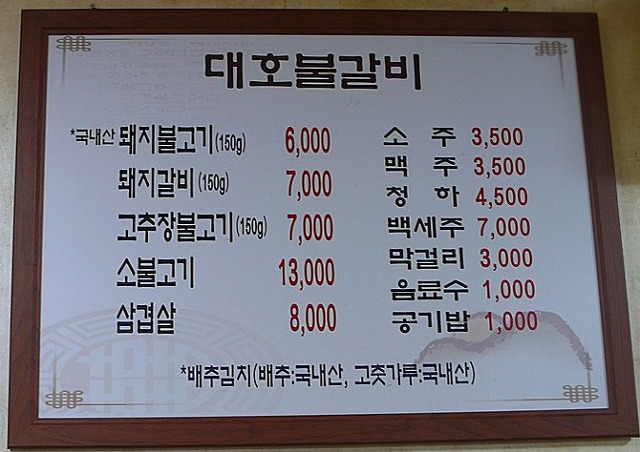 대호불갈비
*국내산 돼지불고기(150g) 6,000
돼지갈비(150g) 7,000
고추장불고기(150g) 7,000
소불고기 13,000
삼겹살 8,000
소 주 3,500
맥 주 3,500
청 하 4,500
백세주 7,000
막걸리 3,000
음료수 1,000
공기밥 1,000
*배추김치(배추:국내산, 고춧가루:국내산)